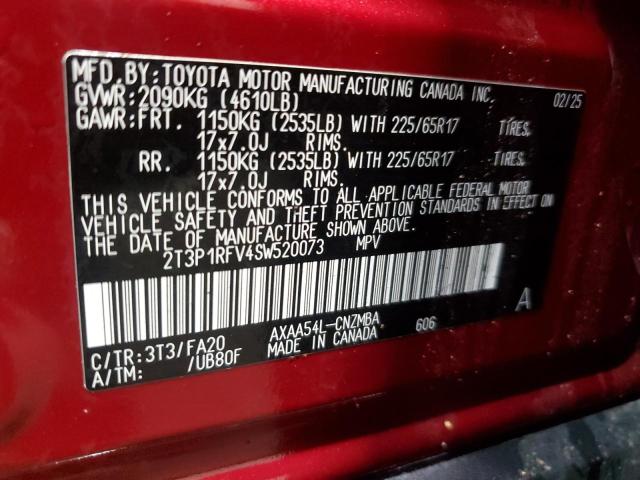 MFD. BY: TOYOTA MOTOR MANUFACTURING CANADA INC. 02/25
GVWR: 2090KG (4610LB)
GAWR: FRT. 1150KG (2535LB) WITH 225/65R17 TIRES.
17x7.0J RIMS.
RR. 1150KG (2535LB) WITH 225/65R17 TIRES.
17x7.0J RIMS.
THIS VEHICLE CONFORMS TO ALL APPLICABLE FEDERAL MOTOR
VEHICLE SAFETY AND THEFT PREVENTION STANDARDS IN EFFECT ON
THE DATE OF MANUFACTURE SHOWN ABOVE.
2T3P1RFV4SW520073 MPV
A
C/TR: 3T3/FA20 AXAA54L-CNZMBA 606
A/TM: /UB80F MADE IN CANADA